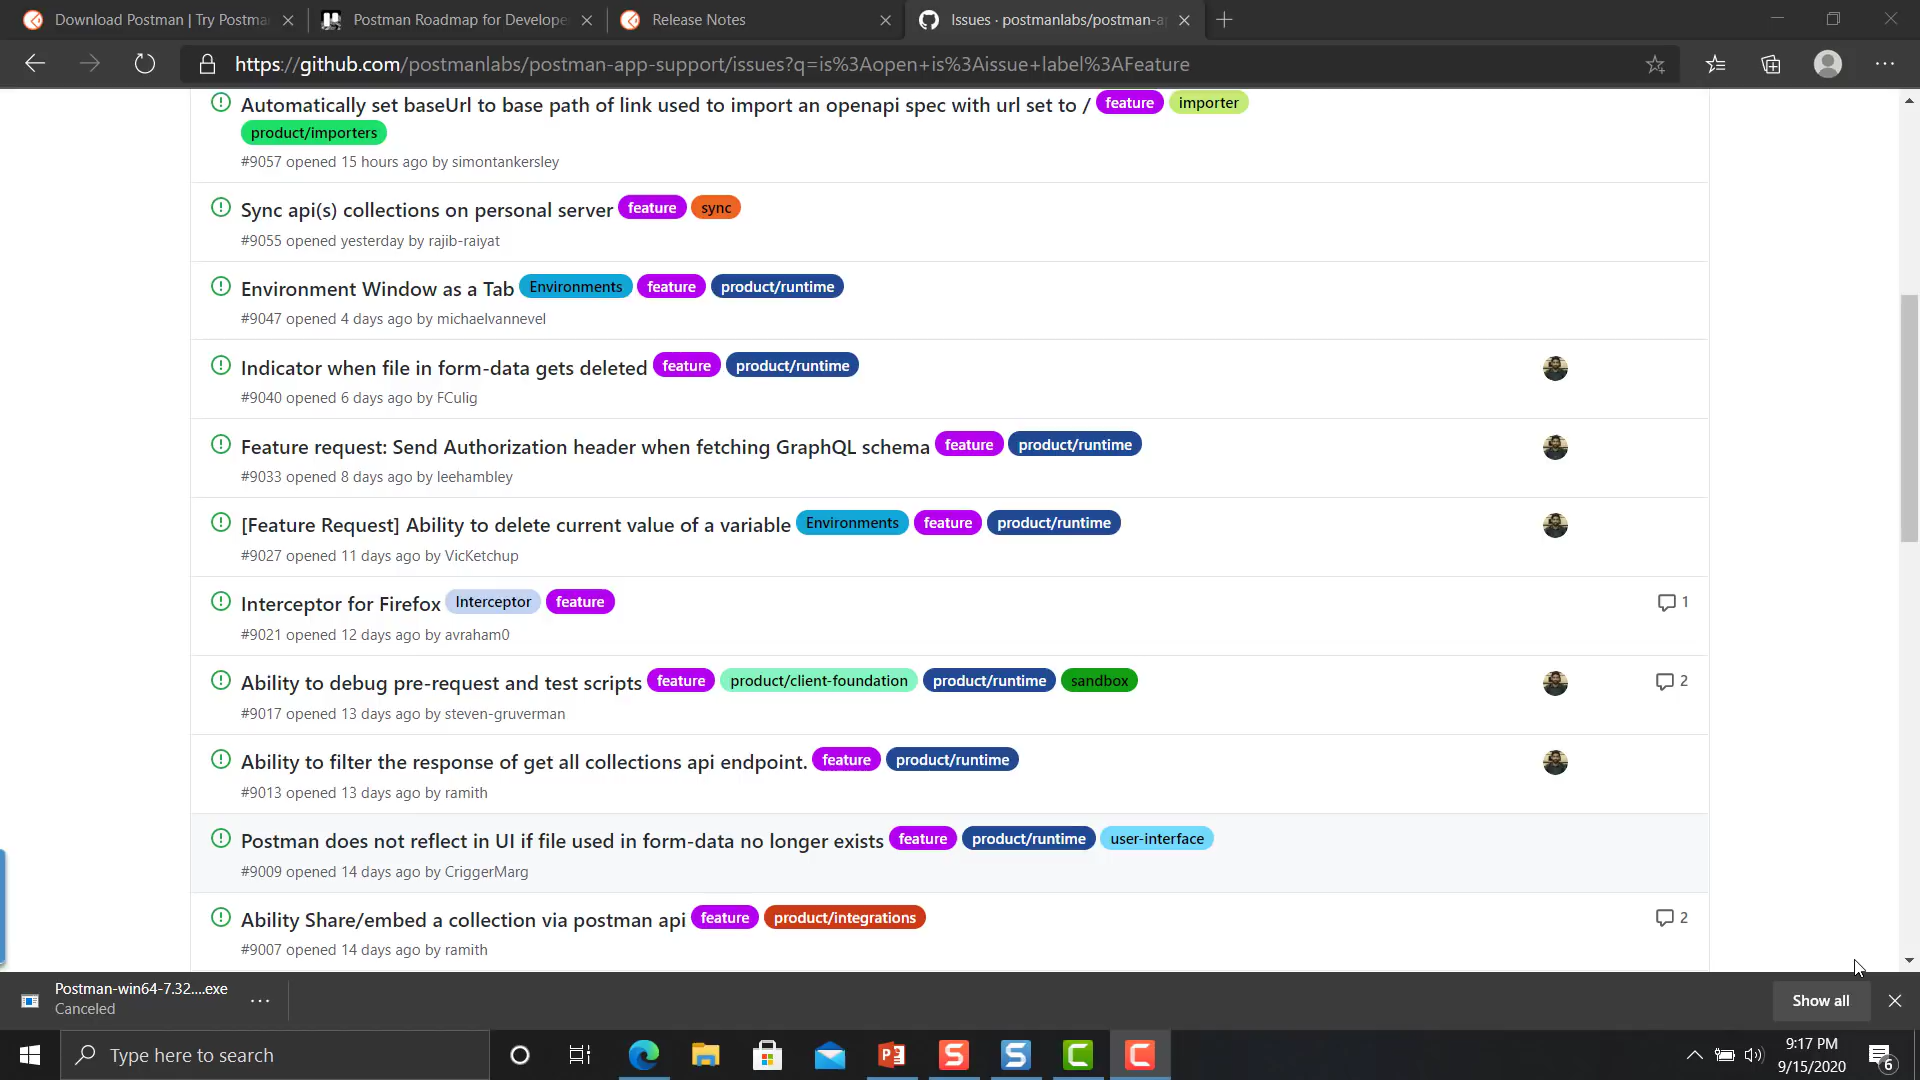 Download Postman | Try Postma
Postman Roadmap for Develope
Release Notes
Issues · postmanlabs/postman-a
https://github.com/postmanlabs/postman-app-support/issues?q=is%3Aopen+is%3Aissue+label%3AFeature
Automatically set baseUrl to base path of link used to import an openapi spec with url set to / feature importer
product/importers
#9057 opened 15 hours ago by simontankersley
Sync api(s) collections on personal server feature sync
#9055 opened yesterday by rajib-raiyat
Environment Window as a Tab Environments feature product/runtime
#9047 opened 4 days ago by michaelvannevel
Indicator when file in form-data gets deleted feature product/runtime
#9040 opened 6 days ago by FCulig
Feature request: Send Authorization header when fetching GraphQL schema feature product/runtime
#9033 opened 8 days ago by leehambley
[Feature Request] Ability to delete current value of a variable Environments feature product/runtime
#9027 opened 11 days ago by VicKetchup
Interceptor for Firefox Interceptor feature 1
#9021 opened 12 days ago by avraham0
Ability to debug pre-request and test scripts feature product/client-foundation product/runtime sandbox 2
#9017 opened 13 days ago by steven-gruverman
Ability to filter the response of get all collections api endpoint. feature product/runtime
#9013 opened 13 days ago by ramith
Postman does not reflect in UI if file used in form-data no longer exists feature product/runtime user-interface
#9009 opened 14 days ago by CriggerMarg
Ability Share/embed a collection via postman api feature product/integrations 2
#9007 opened 14 days ago by ramith
Postman-win64-7.32....exe
Canceled
Show all
Type here to search
9:17 PM
9/15/2020
6